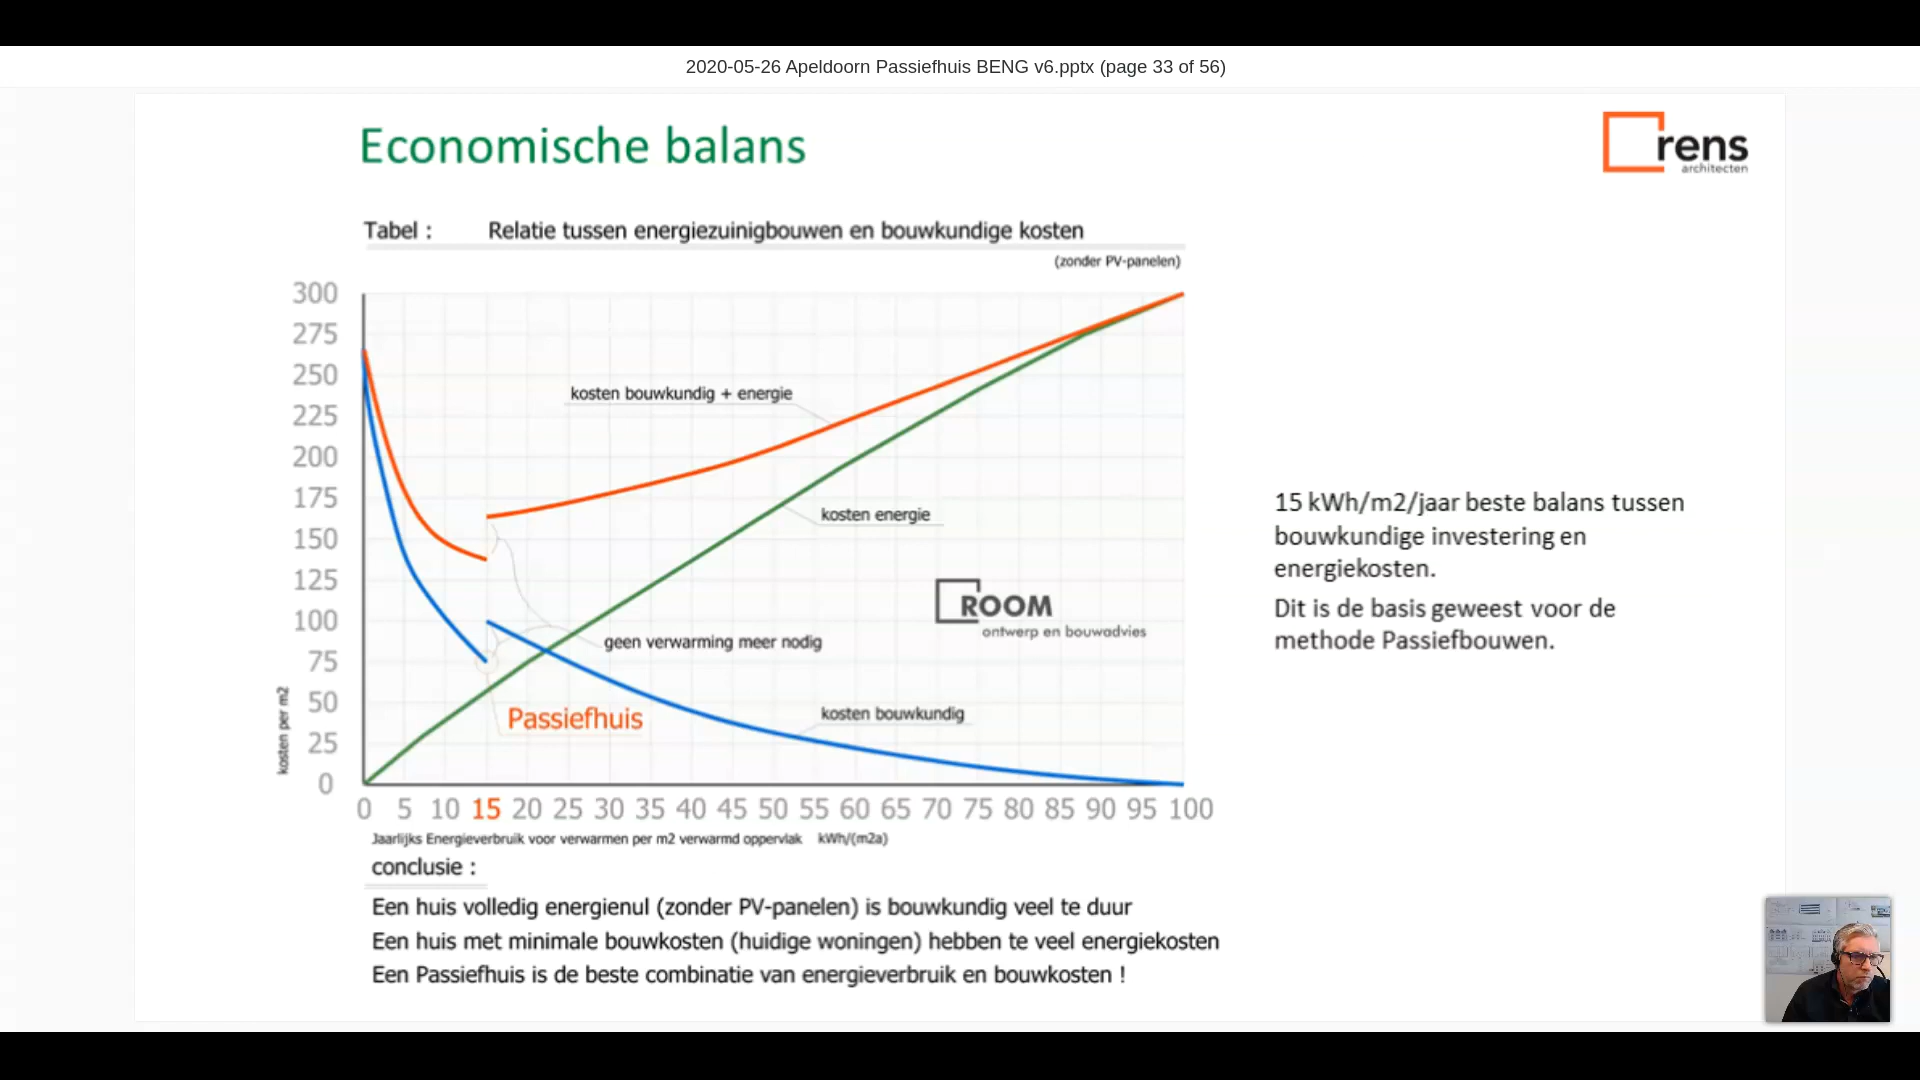 2020-05-26 Apeldoorn Passiefhuis BENG v6.pptx (page 33 of 56)
Economische balans
rens
architecten
Tabel : Relatie tussen energiezuinigbouwen en bouwkundige kosten
(zonder PV-panelen)
300
275
250
225
200
175
150
125
100
75
50
25
0
kosten per m2
kosten bouwkundig + energie
kosten energie
ROOM
ontwerp en bouwadvies
geen verwarming meer nodig
Passiefhuis
kosten bouwkundig
0 5 10 15 20 25 30 35 40 45 50 55 60 65 70 75 80 85 90 95 100
Jaarlijks Energieverbruik voor verwarmen per m2 verwarmd oppervlak kWh/(m2a)
conclusie :
Een huis volledig energienul (zonder PV-panelen) is bouwkundig veel te duur
Een huis met minimale bouwkosten (huidige woningen) hebben te veel energiekosten
Een Passiefhuis is de beste combinatie van energieverbruik en bouwkosten !
15 kWh/m2/jaar beste balans tussen
bouwkundige investering en
energiekosten.
Dit is de basis geweest voor de
methode Passiefbouwen.